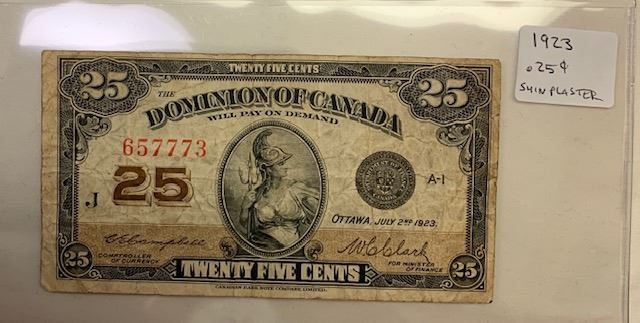 25 TWENTY FIVE CENTS 25
THE
DOMINION OF CANADA
WILL PAY ON DEMAND
657773
J 25 A-1
OTTAWA, JULY 2ND 1923.
C.E. Campbell W.C. Clark
COMPTROLLER
OF CURRENCY
FOR MINISTER
OF FINANCE
25 TWENTY FIVE CENTS 25
CANADIAN BANK NOTE COMPANY, LIMITED.
1923
.25¢
SHINPLASTER